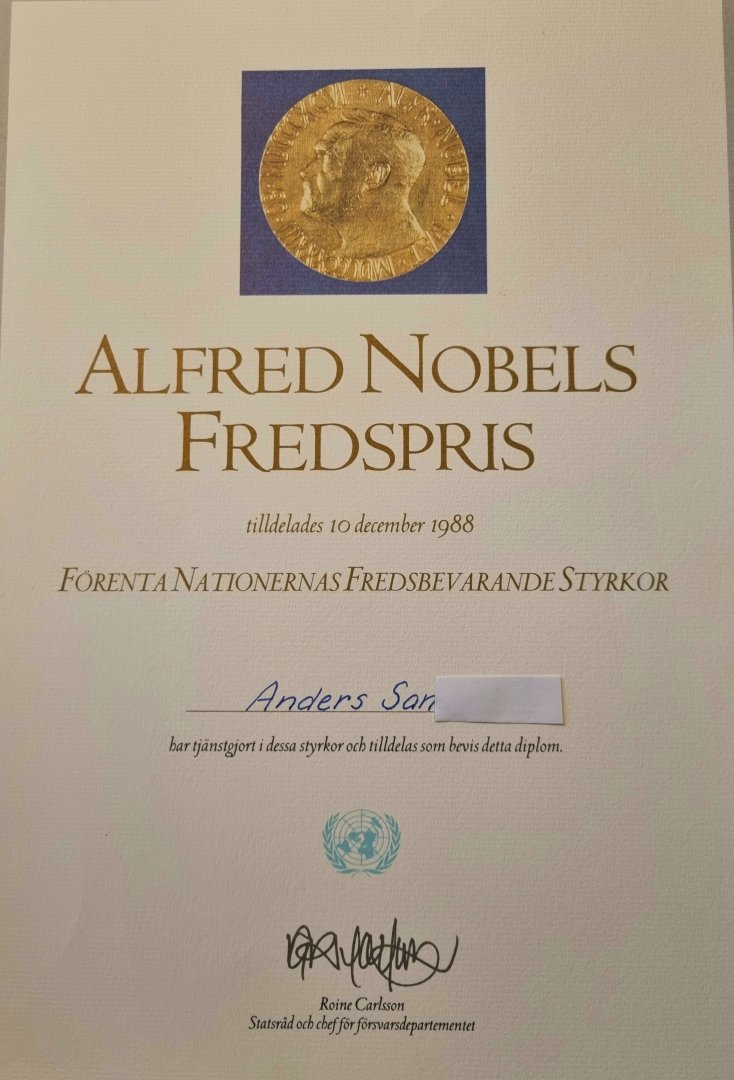 ALFRED NOBELS
FREDSPRIS
tilldelades 10 december 1988
FÖRENTA NATIONERNAS FREDSBEVARANDE STYRKOR
Anders San
har tjänstgjort i dessa styrkor och tilldelas som bevis detta diplom.
Roine Carlsson
Statsråd och chef för försvarsdepartementet